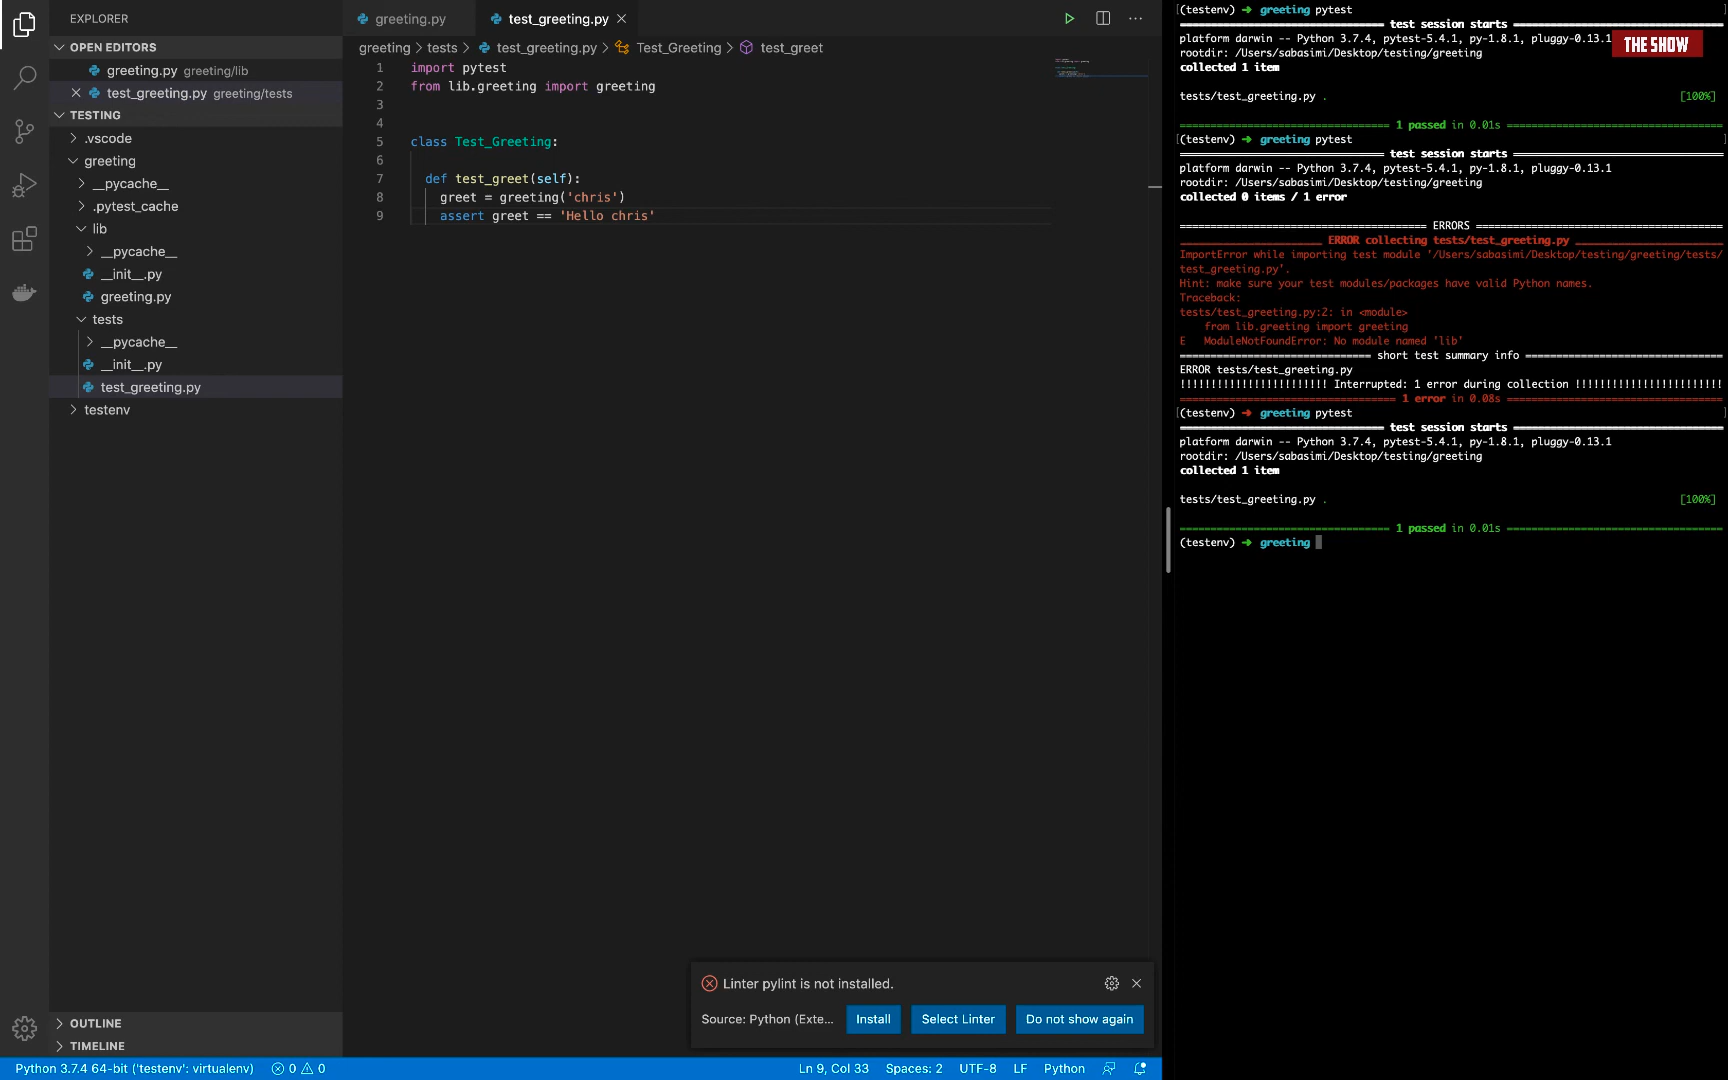 EXPLORER
OPEN EDITORS
greeting.py greeting/lib
test_greeting.py greeting/tests
TESTING
.vscode
greeting
__pycache__
.pytest_cache
lib
__pycache__
__init__.py
greeting.py
tests
__pycache__
__init__.py
test_greeting.py
testenv
OUTLINE
TIMELINE
greeting.py
test_greeting.py
greeting > tests > test_greeting.py > Test_Greeting > test_greet
1 import pytest
2 from lib.greeting import greeting
3
4
5 class Test_Greeting:
6
7 def test_greet(self):
8 greet = greeting('chris')
9 assert greet == 'Hello chris'
Linter pylint is not installed.
Source: Python (Exte...
Install
Select Linter
Do not show again
Python 3.7.4 64-bit ('testenv': virtualenv) 0 0
Ln 9, Col 33 Spaces: 2 UTF-8 LF Python
(testenv) ➜ greeting pytest
test session starts
platform darwin -- Python 3.7.4, pytest-5.4.1, py-1.8.1, pluggy-0.13.1
THE SHOW
rootdir: /Users/sabasimi/Desktop/testing/greeting
collected 1 item
tests/test_greeting.py . [100%]
1 passed in 0.01s
(testenv) ➜ greeting pytest
test session starts
platform darwin -- Python 3.7.4, pytest-5.4.1, py-1.8.1, pluggy-0.13.1
rootdir: /Users/sabasimi/Desktop/testing/greeting
collected 0 items / 1 error
ERRORS
ERROR collecting tests/test_greeting.py
ImportError while importing test module '/Users/sabasimi/Desktop/testing/greeting/tests/
test_greeting.py'.
Hint: make sure your test modules/packages have valid Python names.
Traceback:
tests/test_greeting.py:2: in <module>
from lib.greeting import greeting
E ModuleNotFoundError: No module named 'lib'
short test summary info
ERROR tests/test_greeting.py
!!!!!!!!!!!!!!!!!!!!!!!! Interrupted: 1 error during collection !!!!!!!!!!!!!!!!!!!!!!!!
1 error in 0.08s
(testenv) ➜ greeting pytest
test session starts
platform darwin -- Python 3.7.4, pytest-5.4.1, py-1.8.1, pluggy-0.13.1
rootdir: /Users/sabasimi/Desktop/testing/greeting
collected 1 item
tests/test_greeting.py . [100%]
1 passed in 0.01s
(testenv) ➜ greeting